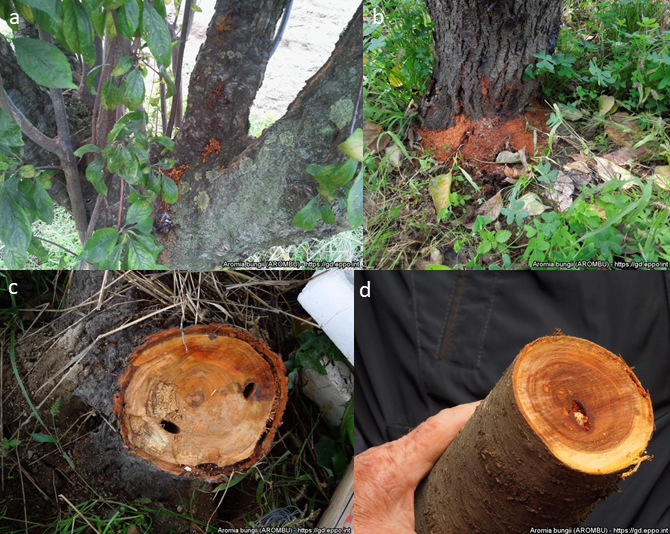 a
b
Aromia bungii (AROMBU) - https://gd.eppo.int
Aromia bungii (AROMBU) - https://gd.eppo.int
c
d
Aromia bungii (AROMBU) - https://gd.eppo.int
Aromia bungii (AROMBU) - https://gd.eppo.int